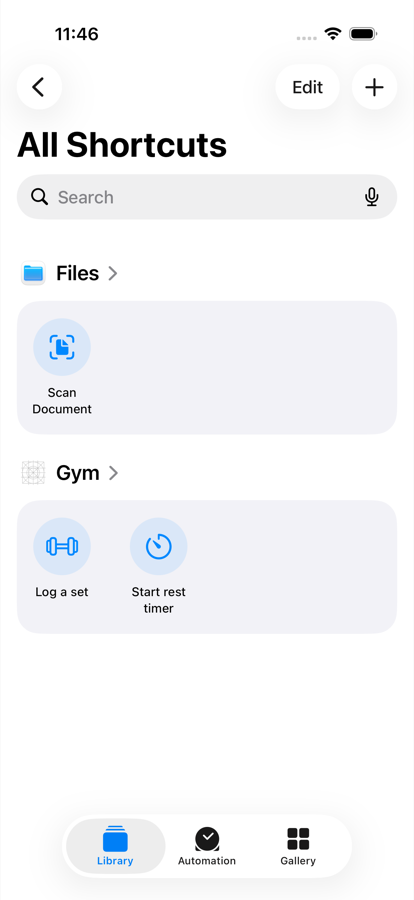 11:46
Edit
All Shortcuts
Search
Files
Scan
Document
Gym
Log a set
Start rest
timer
Library
Automation
Gallery